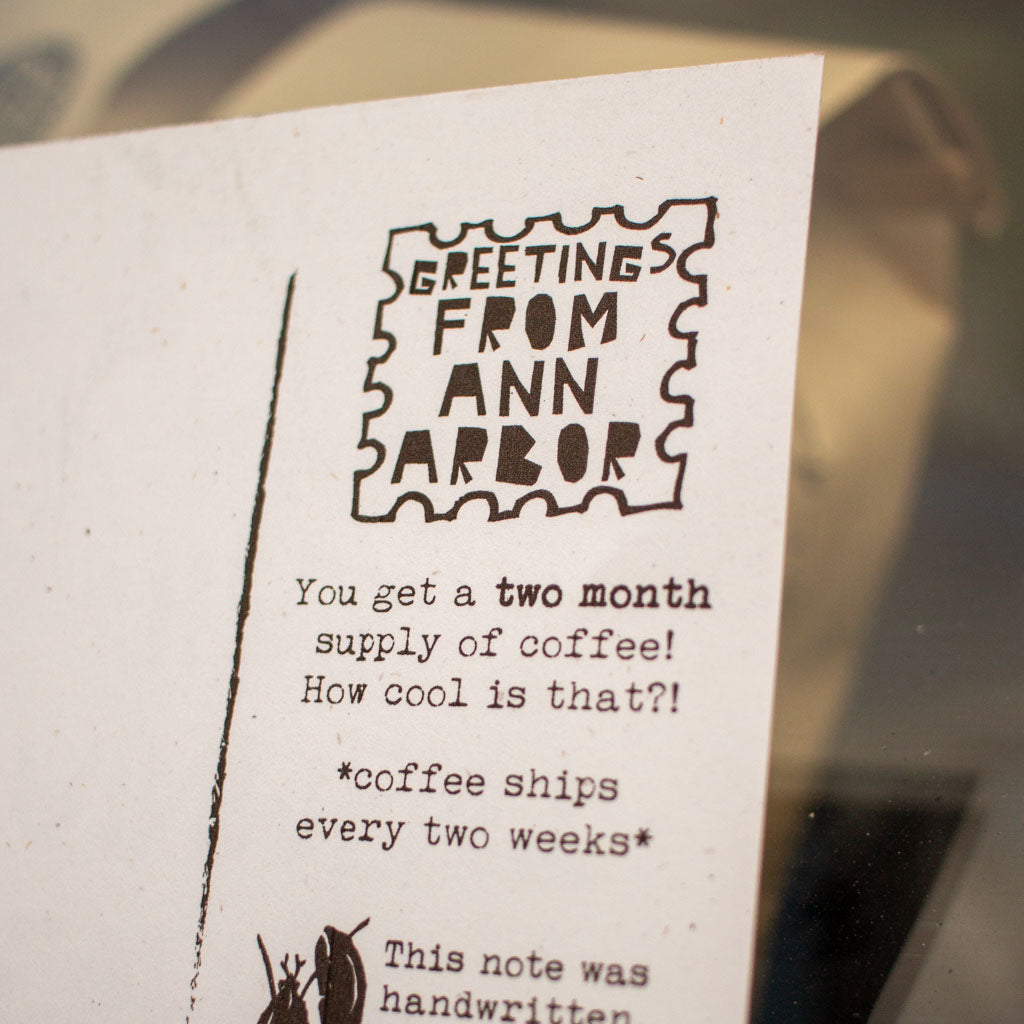 GREETINGS
FROM
ANN
ARBOR
You get a two month
supply of coffee!
How cool is that?!
*coffee ships
every two weeks*
This note was
handwritten